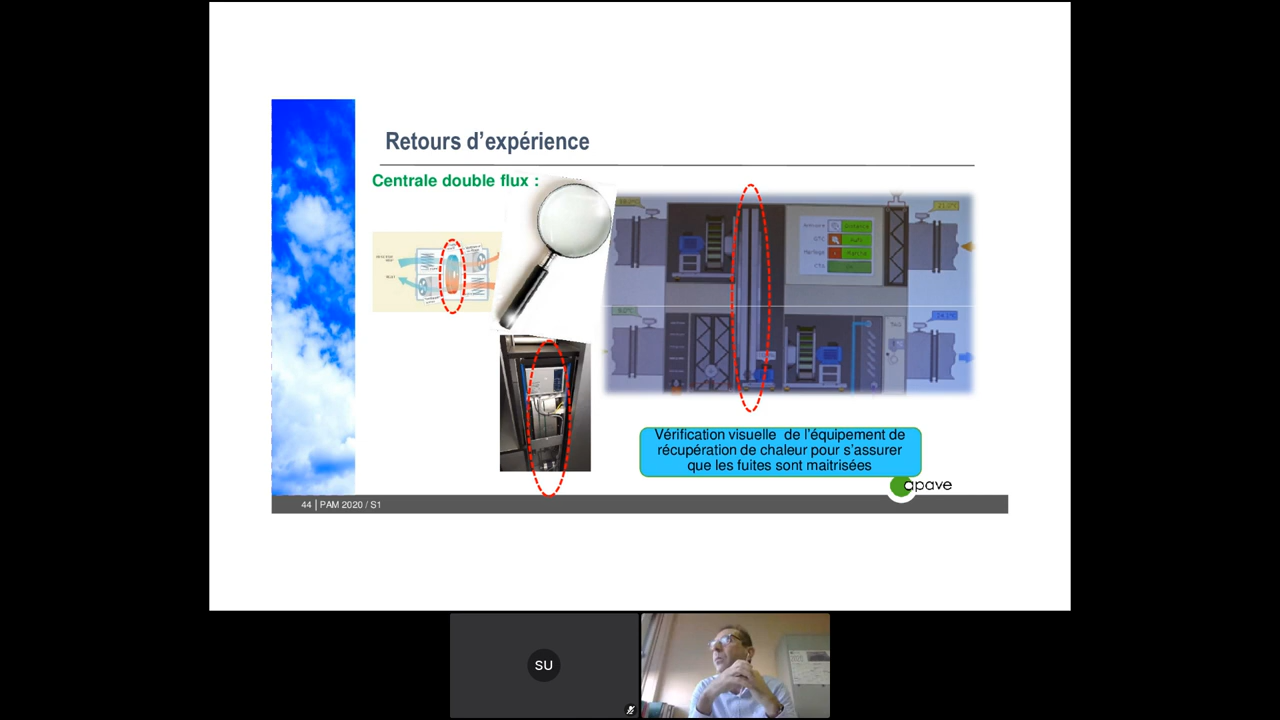 Retours d'expérience
Centrale double flux :
Vérification visuelle de l'équipement de
récupération de chaleur pour s'assurer
que les fuites sont maitrisées
apave
44 | PAM 2020 / S1
SU